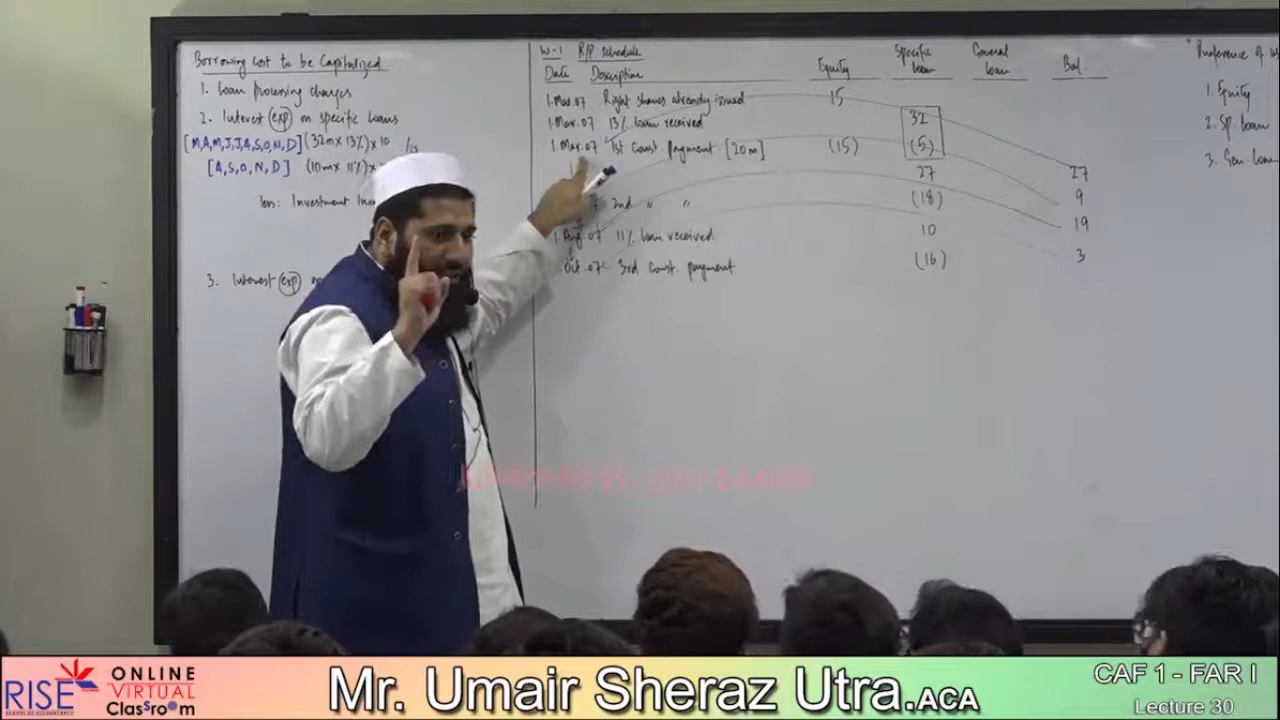 Borrowing cost to be Capitalized
1. Loan processing charges
2. Interest exp on specific loans
[M,A,M,J,J,A,S,O,N,D] (32m x 13%) x 10
[A,S,O,N,D] (10m x 11%) x
less: Investment In
3. Interest exp
W-1 R/P schedule
Date Description Equity Specific loan General loan Bal
1.Mar.07 Right shares already issued 15
1.Mar.07 13% loan received 32
1.Mar.07 1st Const. payment [20m] (15) (5)
27 27
2nd " " (18) 9
1.Aug.07 11% loan received 10 19
Oct.07 3rd Const. payment (16) 3
1. Equity
2. Sp. loan
3. Gen. loan
RISE
ONLINE
VIRTUAL
Classroom
Mr. Umair Sheraz Utra.ACA
CAF 1 - FAR I
Lecture 30